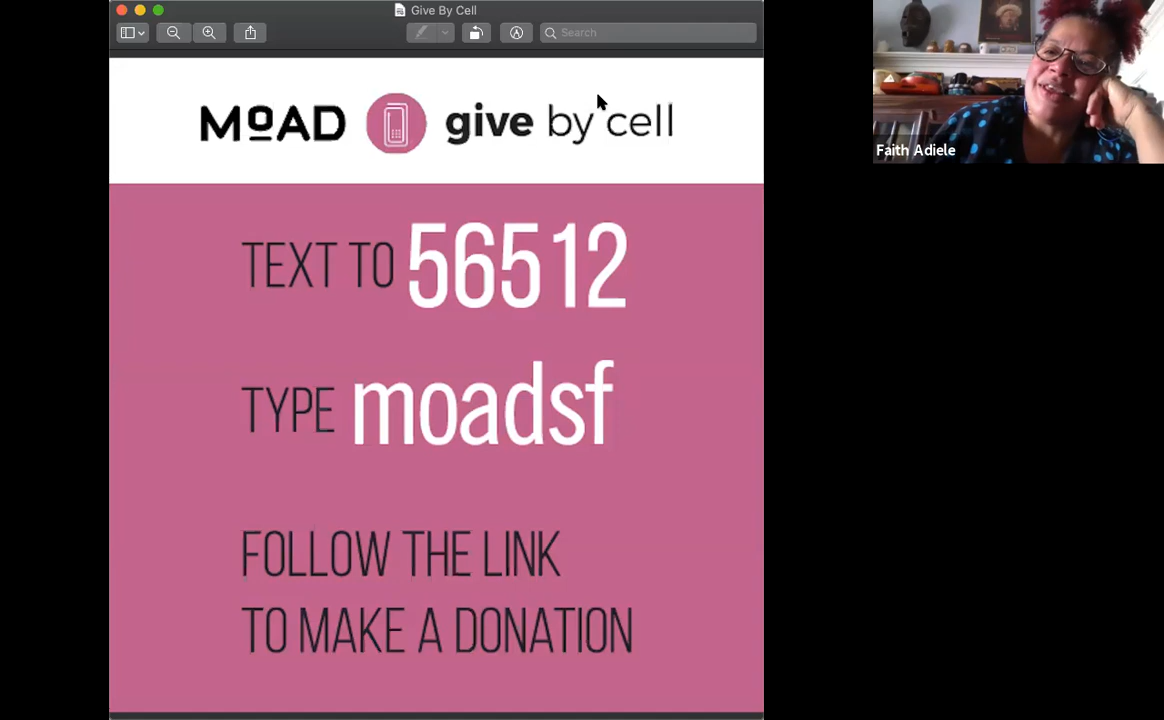 Give By Cell
Search
MOAD give by cell
TEXT TO 56512
TYPE moadsf
FOLLOW THE LINK
TO MAKE A DONATION
Faith Adiele